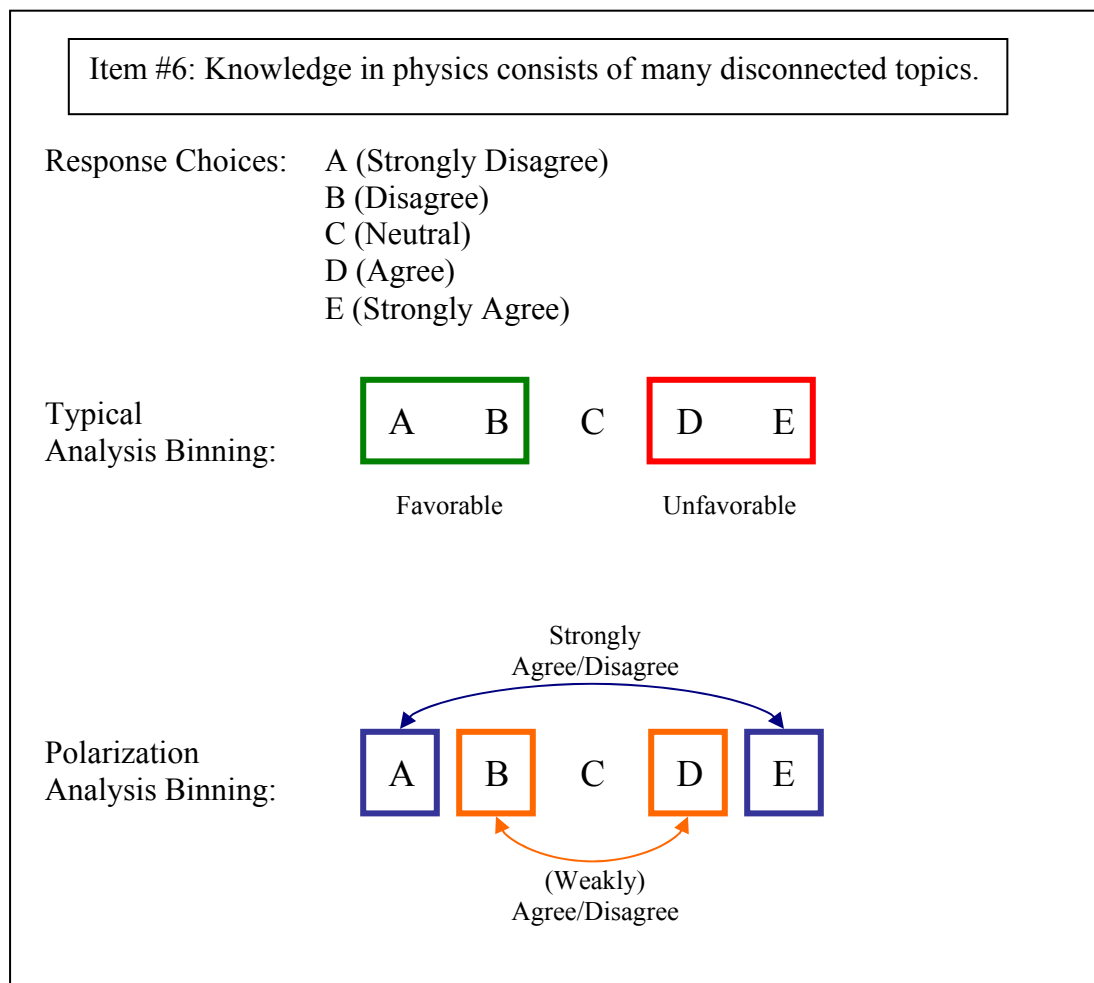 Item #6: Knowledge in physics consists of many disconnected topics.
Response Choices: A (Strongly Disagree)
B (Disagree)
C (Neutral)
D (Agree)
E (Strongly Agree)
Typical
Analysis Binning:
A B C D E
Favorable Unfavorable
Strongly
Agree/Disagree
Polarization
Analysis Binning:
A B C D E
(Weakly)
Agree/Disagree